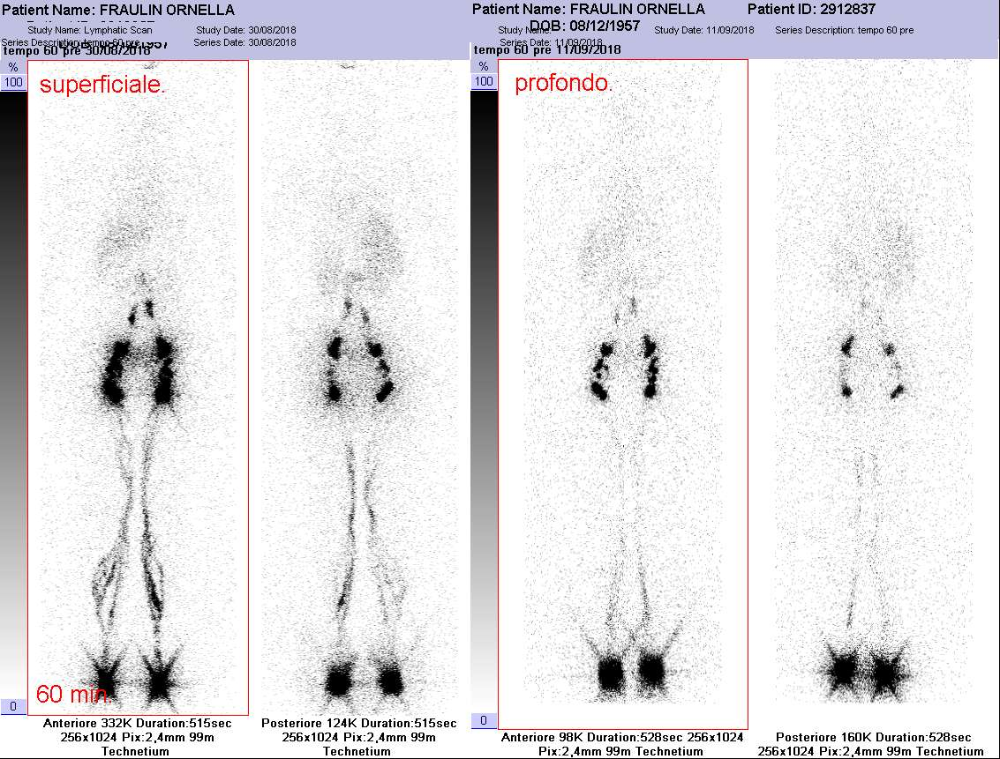 Patient Name: FRAULIN ORNELLA
Study Name: Lymphatic Scan Study Date: 30/08/2018
Series Description: tempo 60 pre Series Date: 30/08/2018
tempo 60 pre 30/08/2018
%
100
superficiale.
60 min.
0
Anteriore 332K Duration:515sec
256x1024 Pix:2,4mm 99m
Technetium
Posteriore 124K Duration:515sec
256x1024 Pix:2,4mm 99m
Technetium
Patient Name: FRAULIN ORNELLA Patient ID: 2912837
DOB: 08/12/1957
Study Name: Study Date: 11/09/2018 Series Description: tempo 60 pre
Series Date: 11/09/2018
tempo 60 pre 11/09/2018
%
100
profondo.
0
Anteriore 98K Duration:528sec 256x1024
Pix:2,4mm 99m Technetium
Posteriore 160K Duration:528sec
256x1024 Pix:2,4mm 99m Technetium